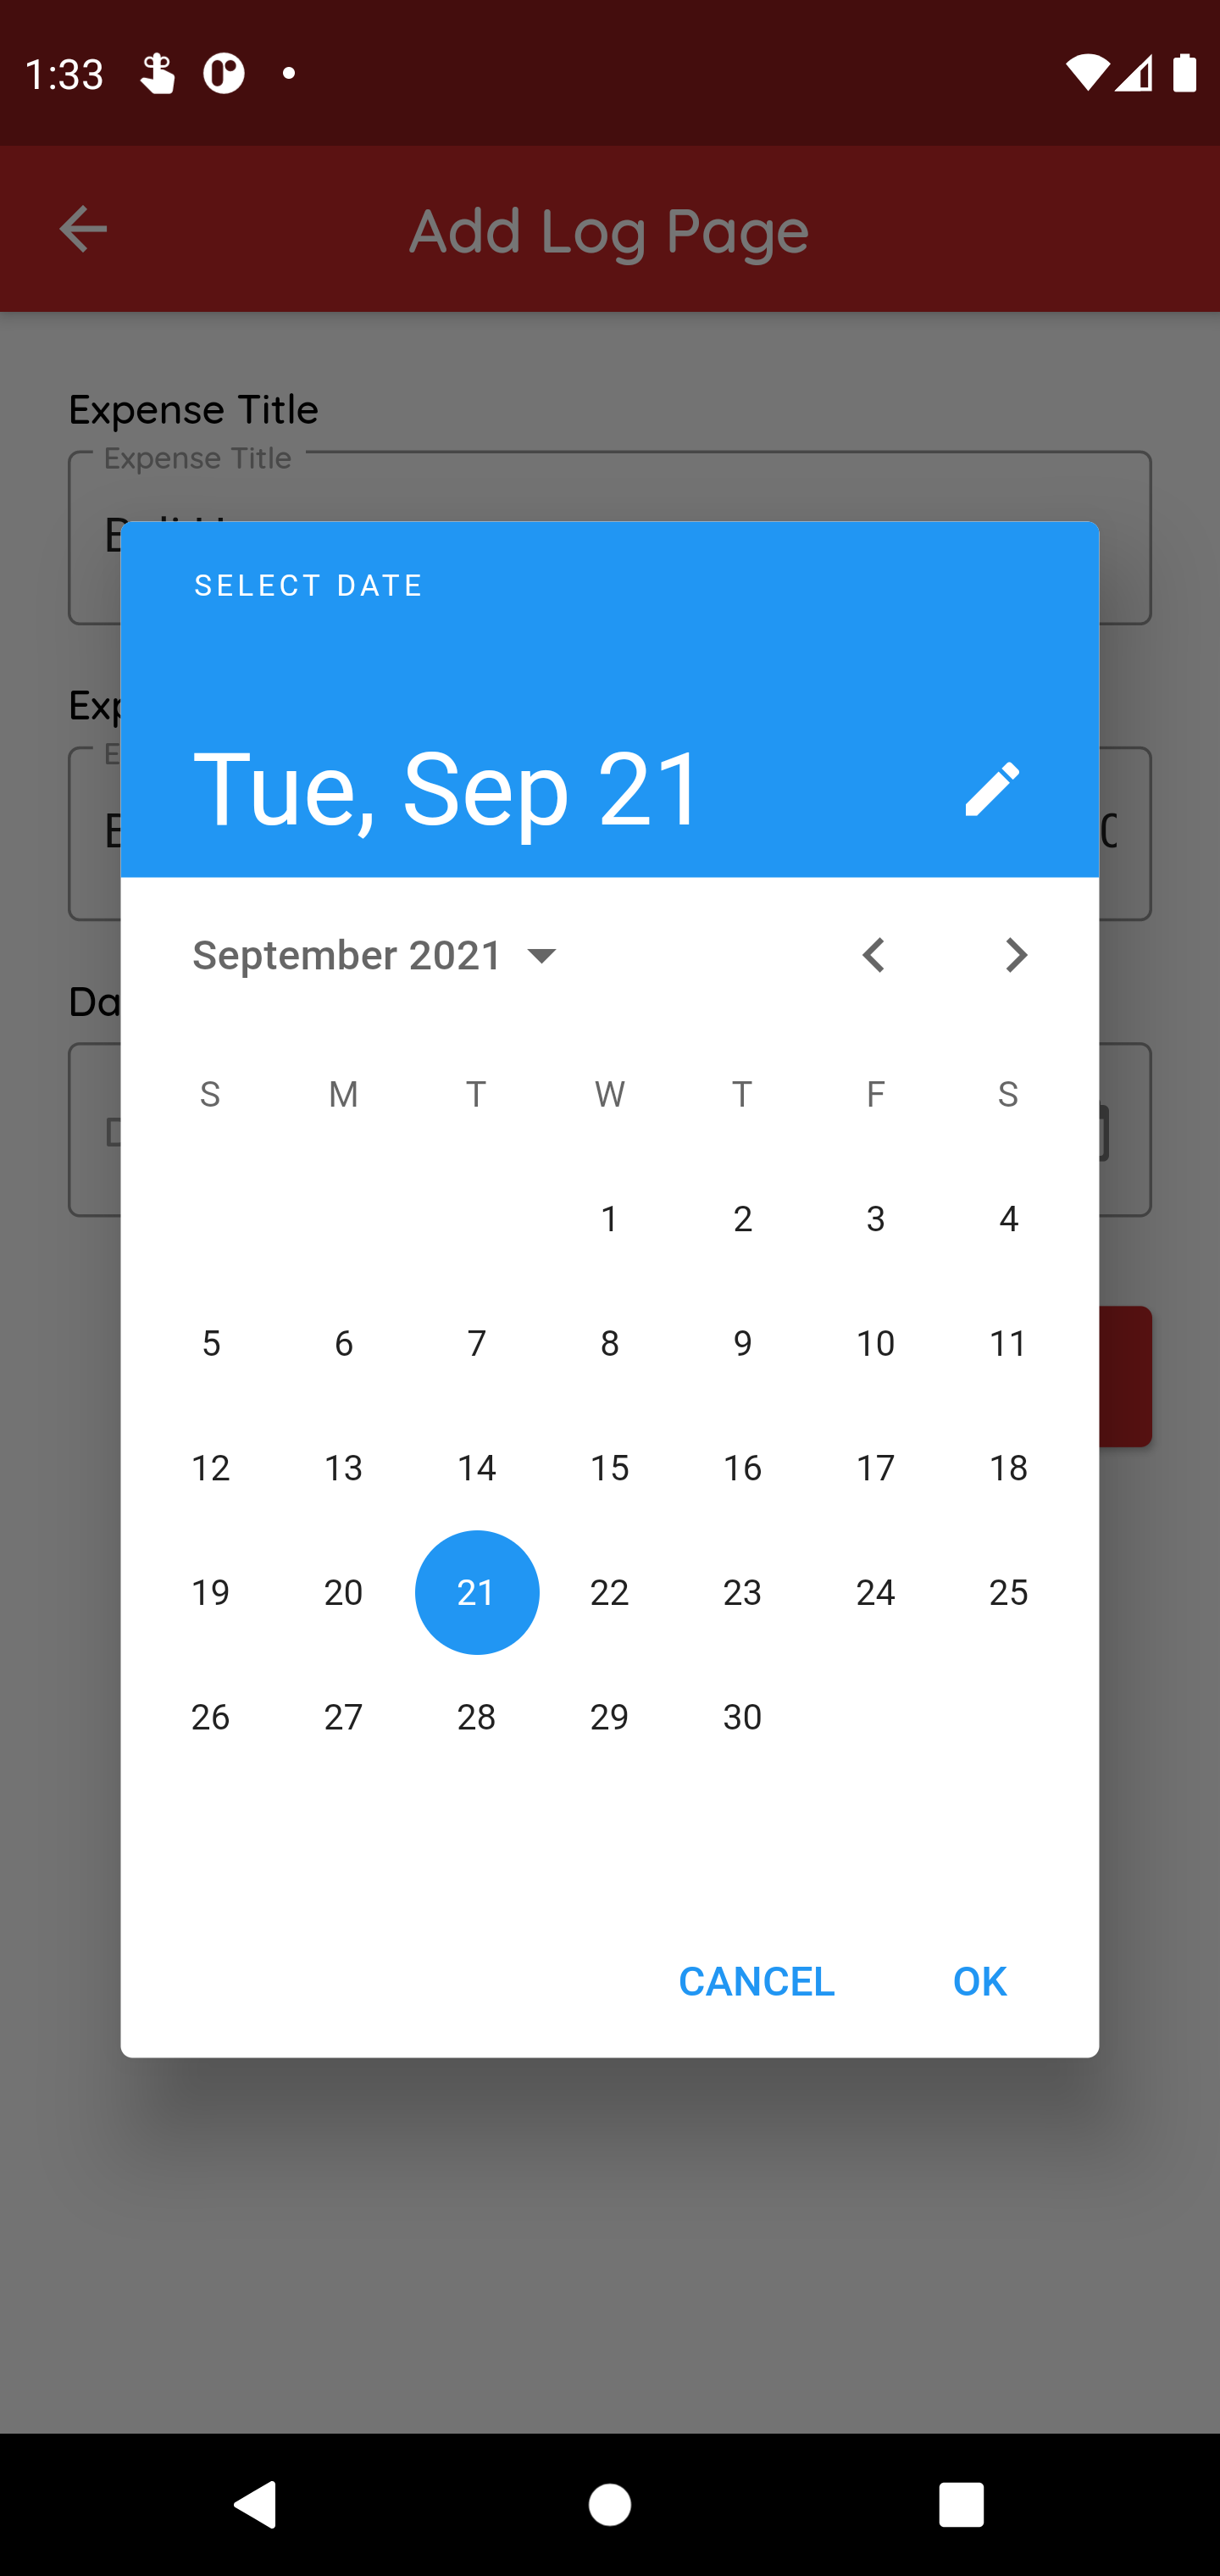 1:33
Add Log Page
Expense Title
Expense Title
SELECT DATE
Tue, Sep 21
September 2021
S M T W T F S
1 2 3 4
5 6 7 8 9 10 11
12 13 14 15 16 17 18
19 20 21 22 23 24 25
26 27 28 29 30
CANCEL OK